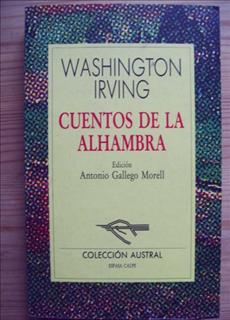 WASHINGTON
IRVING
CUENTOS DE LA
ALHAMBRA
Edición
Antonio Gallego Morell
COLECCIÓN AUSTRAL
ESPASA CALPE